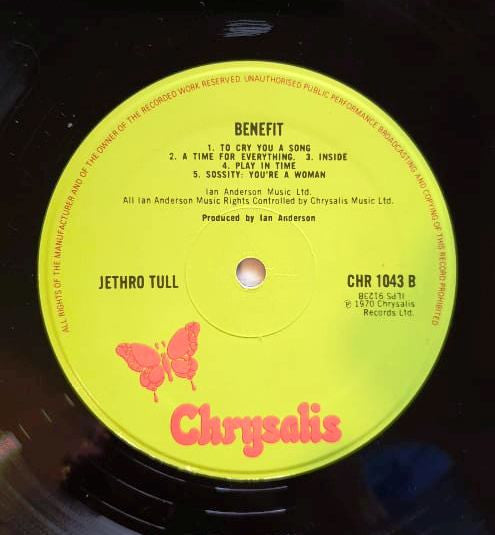 ALL RIGHTS OF THE MANUFACTURER AND OF THE OWNER OF THE RECORDED WORK RESERVED. UNAUTHORISED PUBLIC PERFORMANCE BROADCASTING AND COPYING OF THIS RECORD PROHIBITED
BENEFIT
1. TO CRY YOU A SONG
2. A TIME FOR EVERYTHING. 3. INSIDE
4. PLAY IN TIME
5. SOSSITY: YOU'RE A WOMAN
Ian Anderson Music Ltd.
All Ian Anderson Music Rights Controlled by Chrysalis Music Ltd.
Produced by Ian Anderson
JETHRO TULL
CHR 1043 B
ILPS 9123B
℗ 1970 Chrysalis
Records Ltd.
Chrysalis